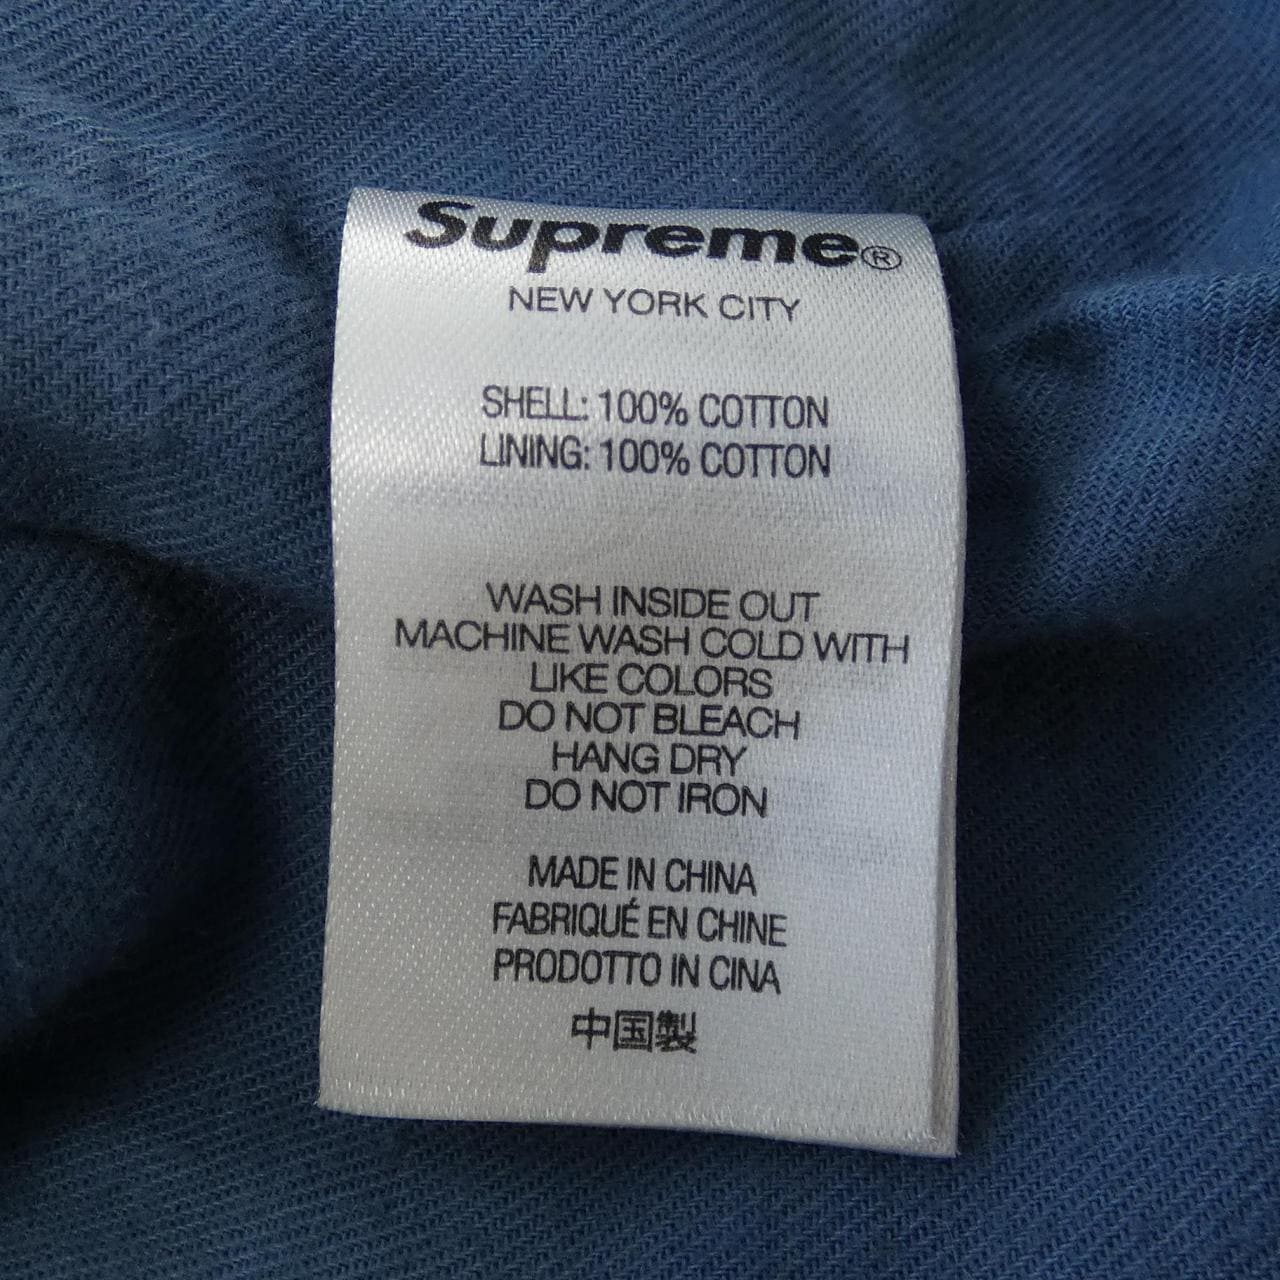 Supreme®
NEW YORK CITY
SHELL: 100% COTTON
LINING: 100% COTTON
WASH INSIDE OUT
MACHINE WASH COLD WITH
LIKE COLORS
DO NOT BLEACH
HANG DRY
DO NOT IRON
MADE IN CHINA
FABRIQUÉ EN CHINE
PRODOTTO IN CINA
中国製